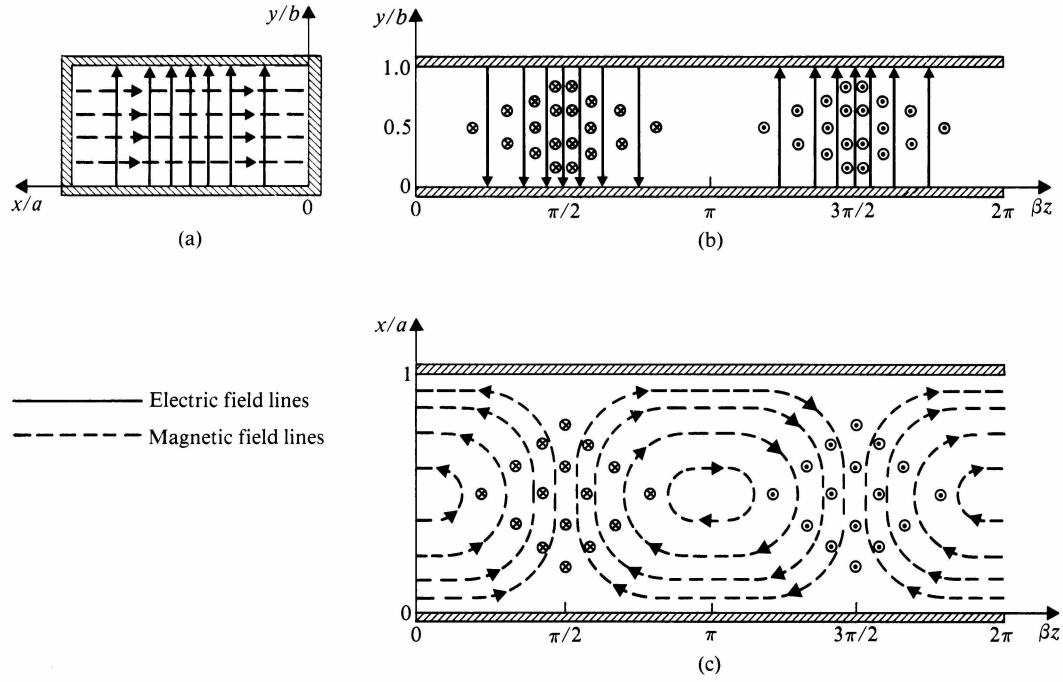 y/b
x/a
0
(a)
y/b
1.0
0.5
0
0
π/2
π
3π/2
2π
βz
(b)
Electric field lines
Magnetic field lines
x/a
1
0
0
π/2
π
3π/2
2π
βz
(c)